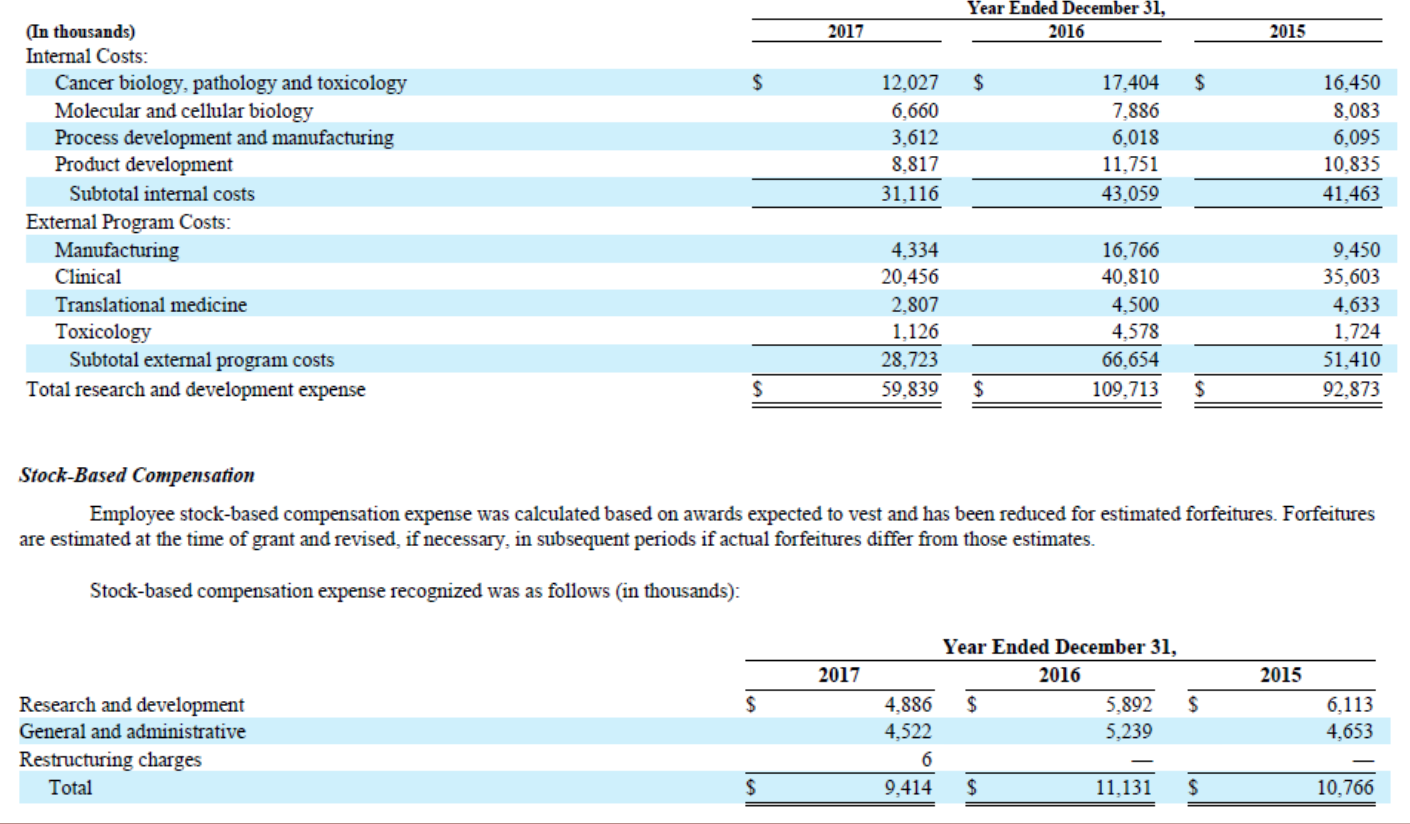 Year Ended December 31,
(In thousands) 2017 2016 2015
Internal Costs:
Cancer biology, pathology and toxicology $ 12,027 $ 17,404 $ 16,450
Molecular and cellular biology 6,660 7,886 8,083
Process development and manufacturing 3,612 6,018 6,095
Product development 8,817 11,751 10,835
Subtotal internal costs 31,116 43,059 41,463
External Program Costs:
Manufacturing 4,334 16,766 9,450
Clinical 20,456 40,810 35,603
Translational medicine 2,807 4,500 4,633
Toxicology 1,126 4,578 1,724
Subtotal external program costs 28,723 66,654 51,410
Total research and development expense $ 59,839 $ 109,713 $ 92,873
Stock-Based Compensation
Employee stock-based compensation expense was calculated based on awards expected to vest and has been reduced for estimated forfeitures. Forfeitures
are estimated at the time of grant and revised, if necessary, in subsequent periods if actual forfeitures differ from those estimates.
Stock-based compensation expense recognized was as follows (in thousands):
Year Ended December 31,
2017 2016 2015
Research and development $ 4,886 $ 5,892 $ 6,113
General and administrative 4,522 5,239 4,653
Restructuring charges 6 — —
Total $ 9,414 $ 11,131 $ 10,766